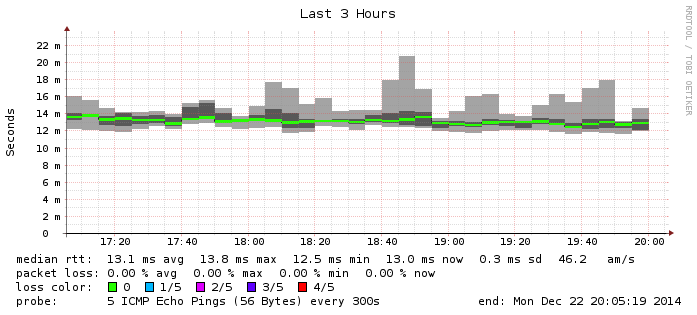 Last 3 Hours
RRDTOOL / TOBI OETIKER
Seconds
22 m
20 m
18 m
16 m
14 m
12 m
10 m
8 m
6 m
4 m
2 m
0
17:20 17:40 18:00 18:20 18:40 19:00 19:20 19:40 20:00
median rtt: 13.1 ms avg 13.8 ms max 12.5 ms min 13.0 ms now 0.3 ms sd 46.2 am/s
packet loss: 0.00 % avg 0.00 % max 0.00 % min 0.00 % now
loss color: 0 1/5 2/5 3/5 4/5
probe: 5 ICMP Echo Pings (56 Bytes) every 300s end: Mon Dec 22 20:05:19 2014